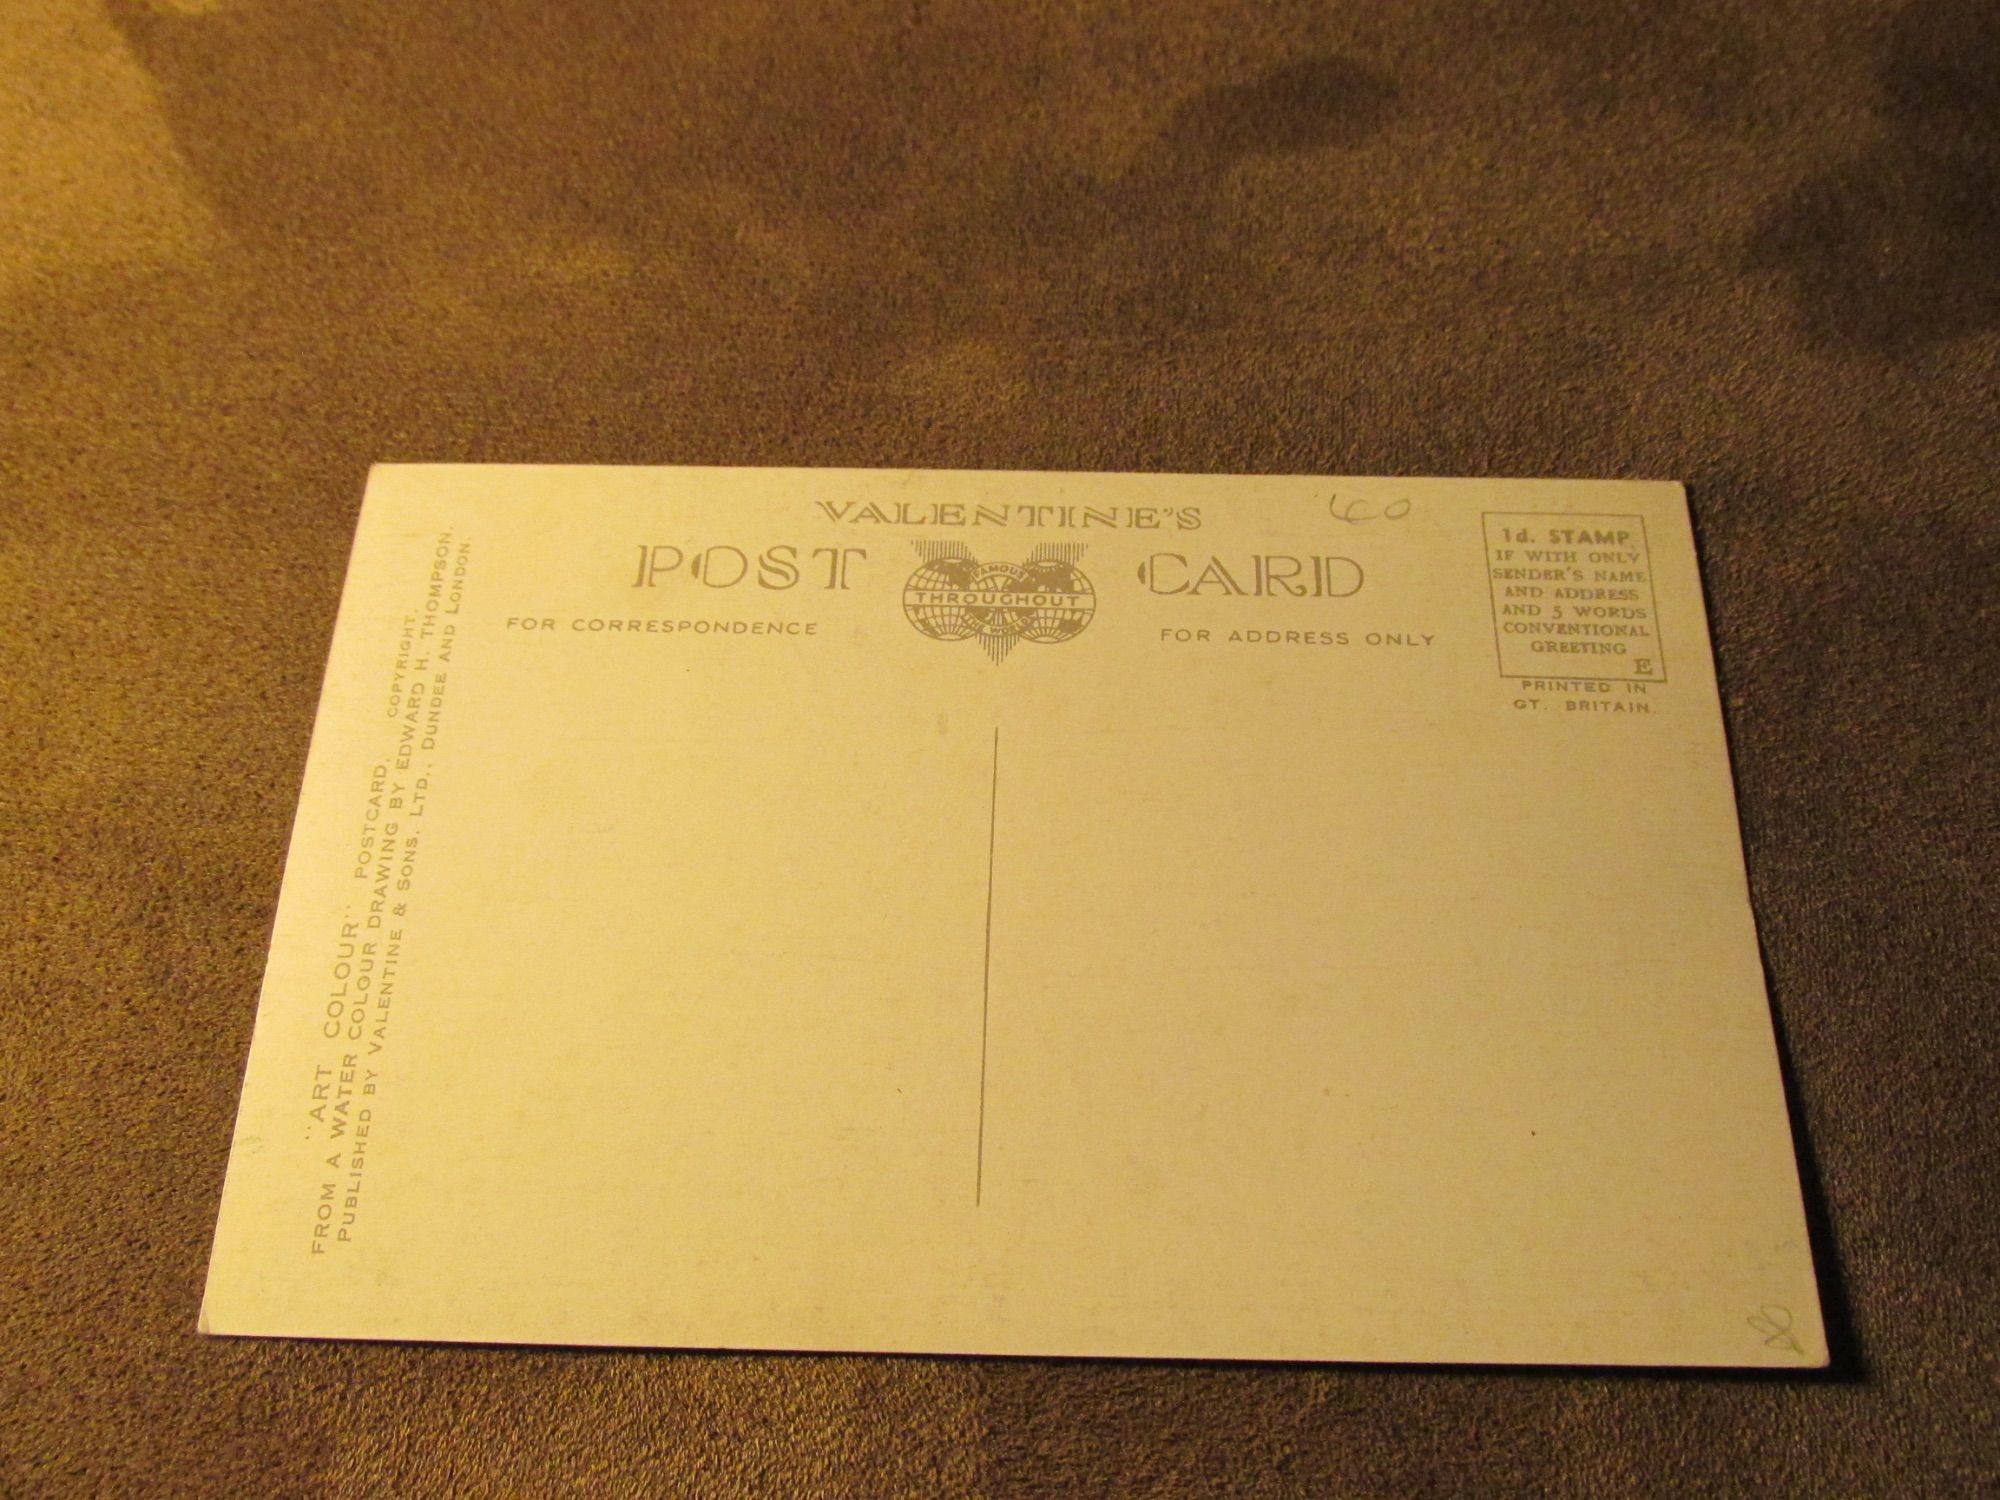 VALENTINE'S
POST CARD
FAMOUS
THROUGHOUT
THE WORLD
FOR CORRESPONDENCE
FOR ADDRESS ONLY
1d. STAMP
IF WITH ONLY
SENDER'S NAME
AND ADDRESS
AND 5 WORDS
CONVENTIONAL
GREETING
E
PRINTED IN
GT. BRITAIN.
"ART COLOUR" POSTCARD. COPYRIGHT.
FROM A WATER COLOUR DRAWING BY EDWARD H. THOMPSON.
PUBLISHED BY VALENTINE & SONS, LTD., DUNDEE AND LONDON.